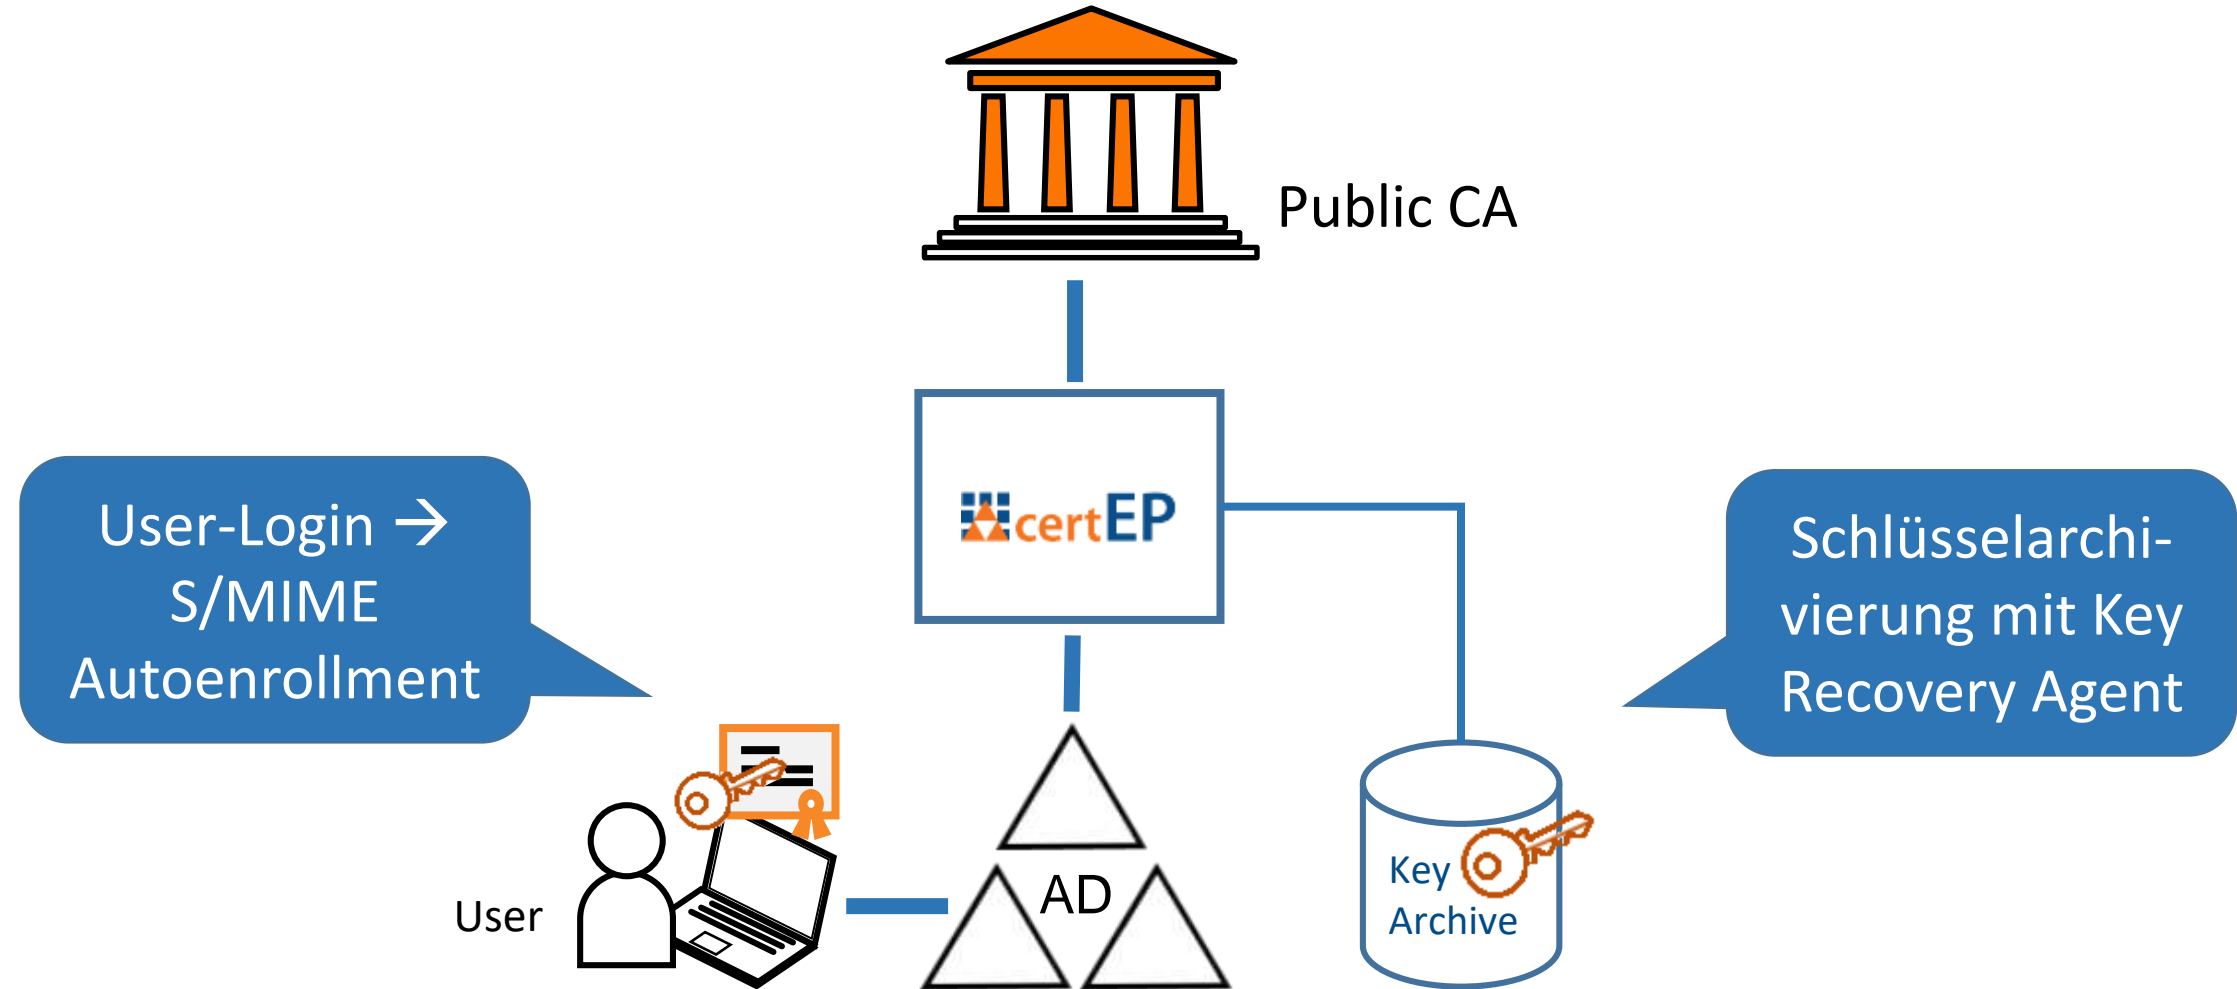 Public CA
certEP
User-Login →
S/MIME
Autoenrollment
Schlüsselarchi-
vierung mit Key
Recovery Agent
User
AD
Key
Archive